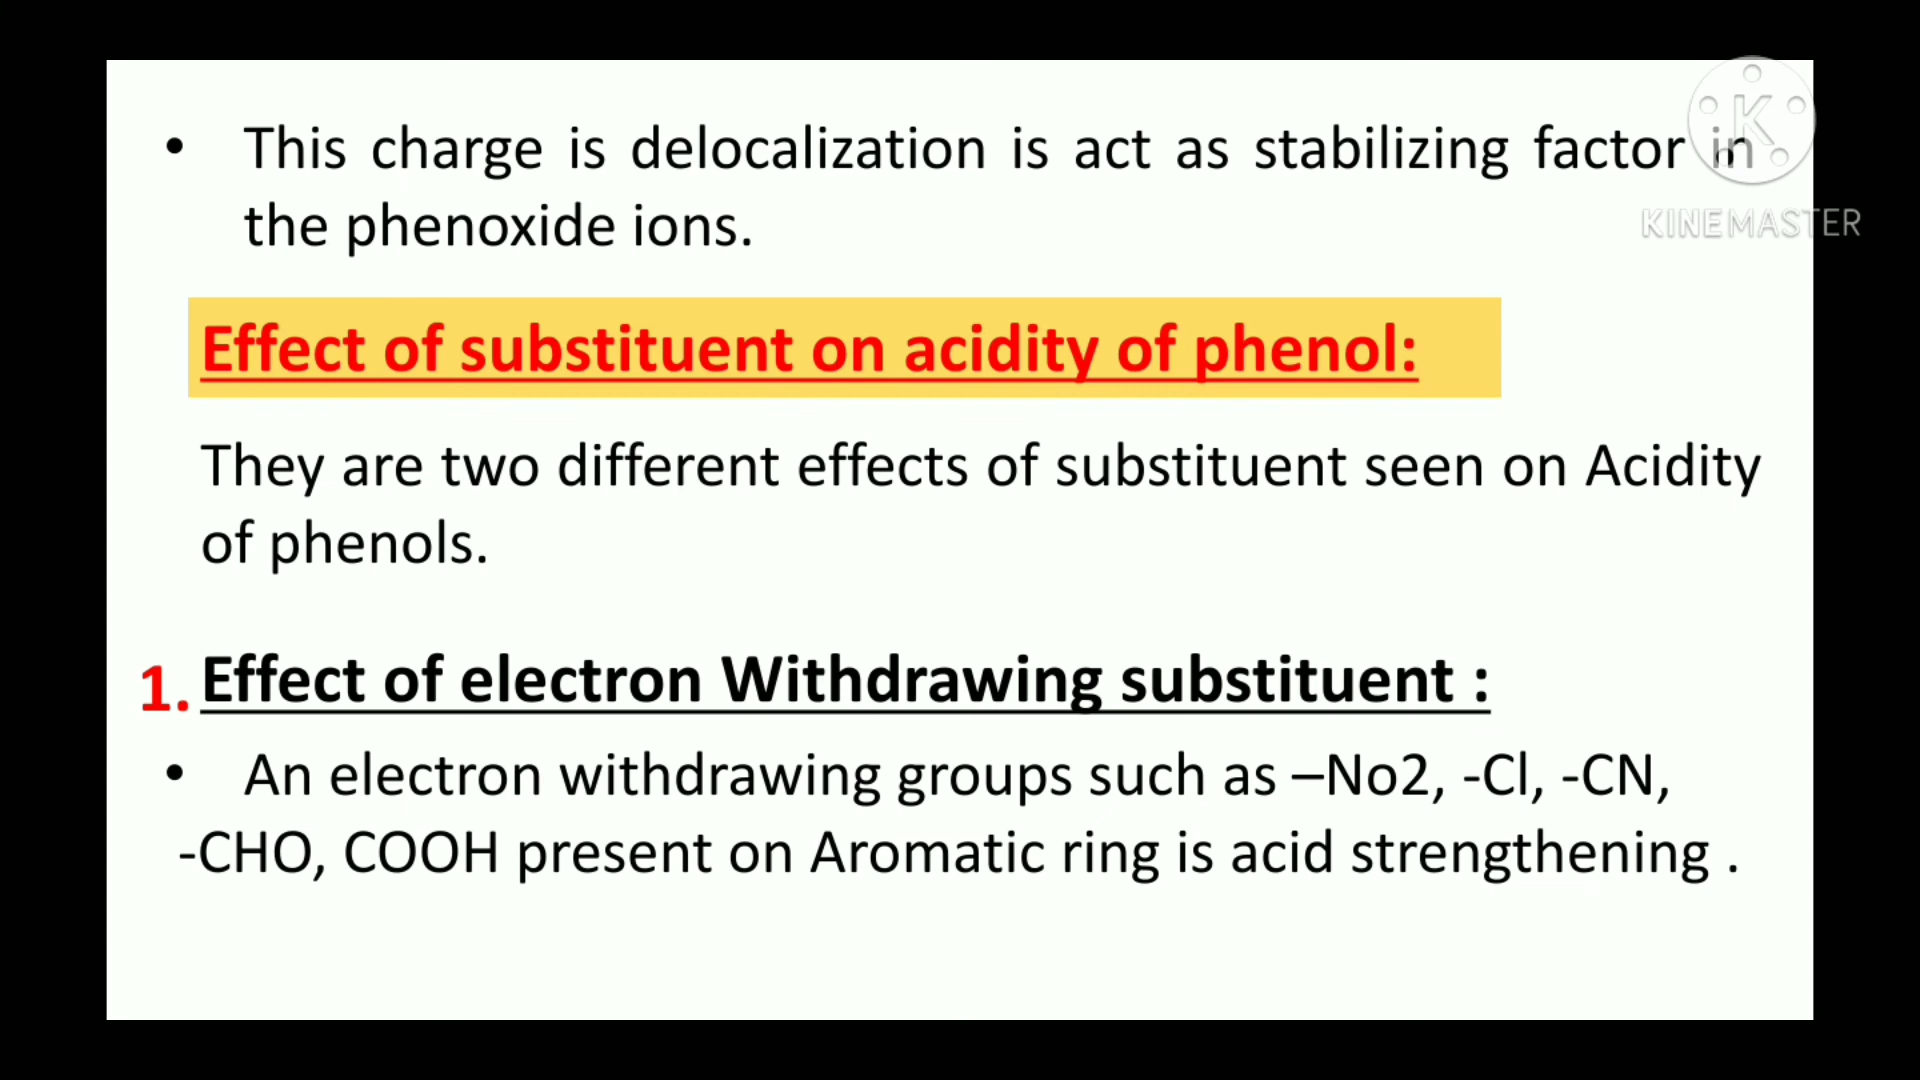 • This charge is delocalization is act as stabilizing factor in
the phenoxide ions.
KINEMASTER
Effect of substituent on acidity of phenol:
They are two different effects of substituent seen on Acidity
of phenols.
1. Effect of electron Withdrawing substituent :
• An electron withdrawing groups such as –No2, -Cl, -CN,
-CHO, COOH present on Aromatic ring is acid strengthening .